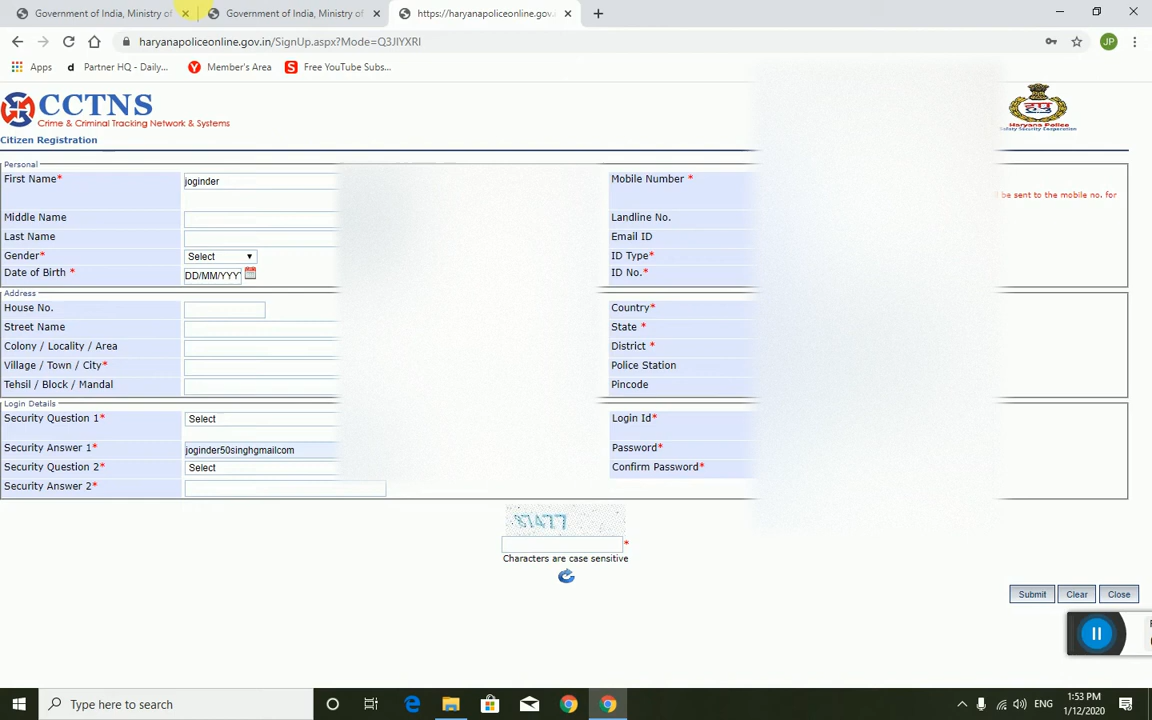 Government of India, Ministry of
Government of India, Ministry of
https://haryanapoliceonline.gov.
haryanapoliceonline.gov.in/SignUp.aspx?Mode=Q3JIYXRI
JP
Apps
d Partner HQ - Daily...
Y Member's Area
S Free YouTube Subs...
CCTNS
Crime & Criminal Tracking Network & Systems
Citizen Registration
Personal
First Name*
joginder
Mobile Number *
be sent to the mobile no. for
Middle Name
Landline No.
Last Name
Email ID
Gender*
Select
ID Type*
Date of Birth *
DD/MM/YYY
ID No.*
Address
House No.
Country*
Street Name
State *
Colony / Locality / Area
District *
Village / Town / City*
Police Station
Tehsil / Block / Mandal
Pincode
Login Details
Security Question 1*
Select
Login Id*
Security Answer 1*
joginder50singhgmailcom
Password*
Security Question 2*
Select
Confirm Password*
Security Answer 2*
*
Characters are case sensitive
Submit
Clear
Close
Type here to search
ENG
1:53 PM
1/12/2020